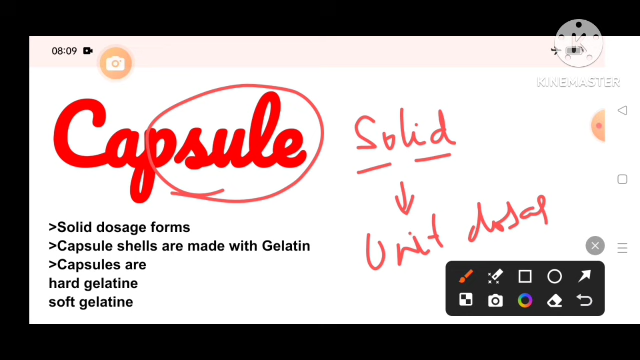 08:09
KINEMASTER
Capsule
Solid
Unit dosag
>Solid dosage forms
>Capsule shells are made with Gelatin
>Capsules are
hard gelatine
soft gelatine